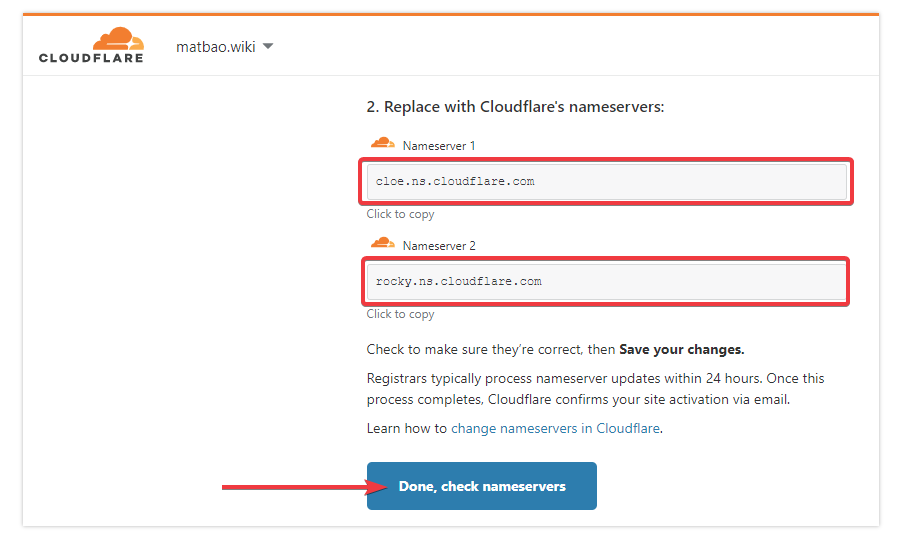 CLOUDFLARE
matbao.wiki
2. Replace with Cloudflare's nameservers:
Nameserver 1
cloe.ns.cloudflare.com
Click to copy
Nameserver 2
rocky.ns.cloudflare.com
Click to copy
Check to make sure they’re correct, then Save your changes.
Registrars typically process nameserver updates within 24 hours. Once this
process completes, Cloudflare confirms your site activation via email.
Learn how to change nameservers in Cloudflare.
Done, check nameservers